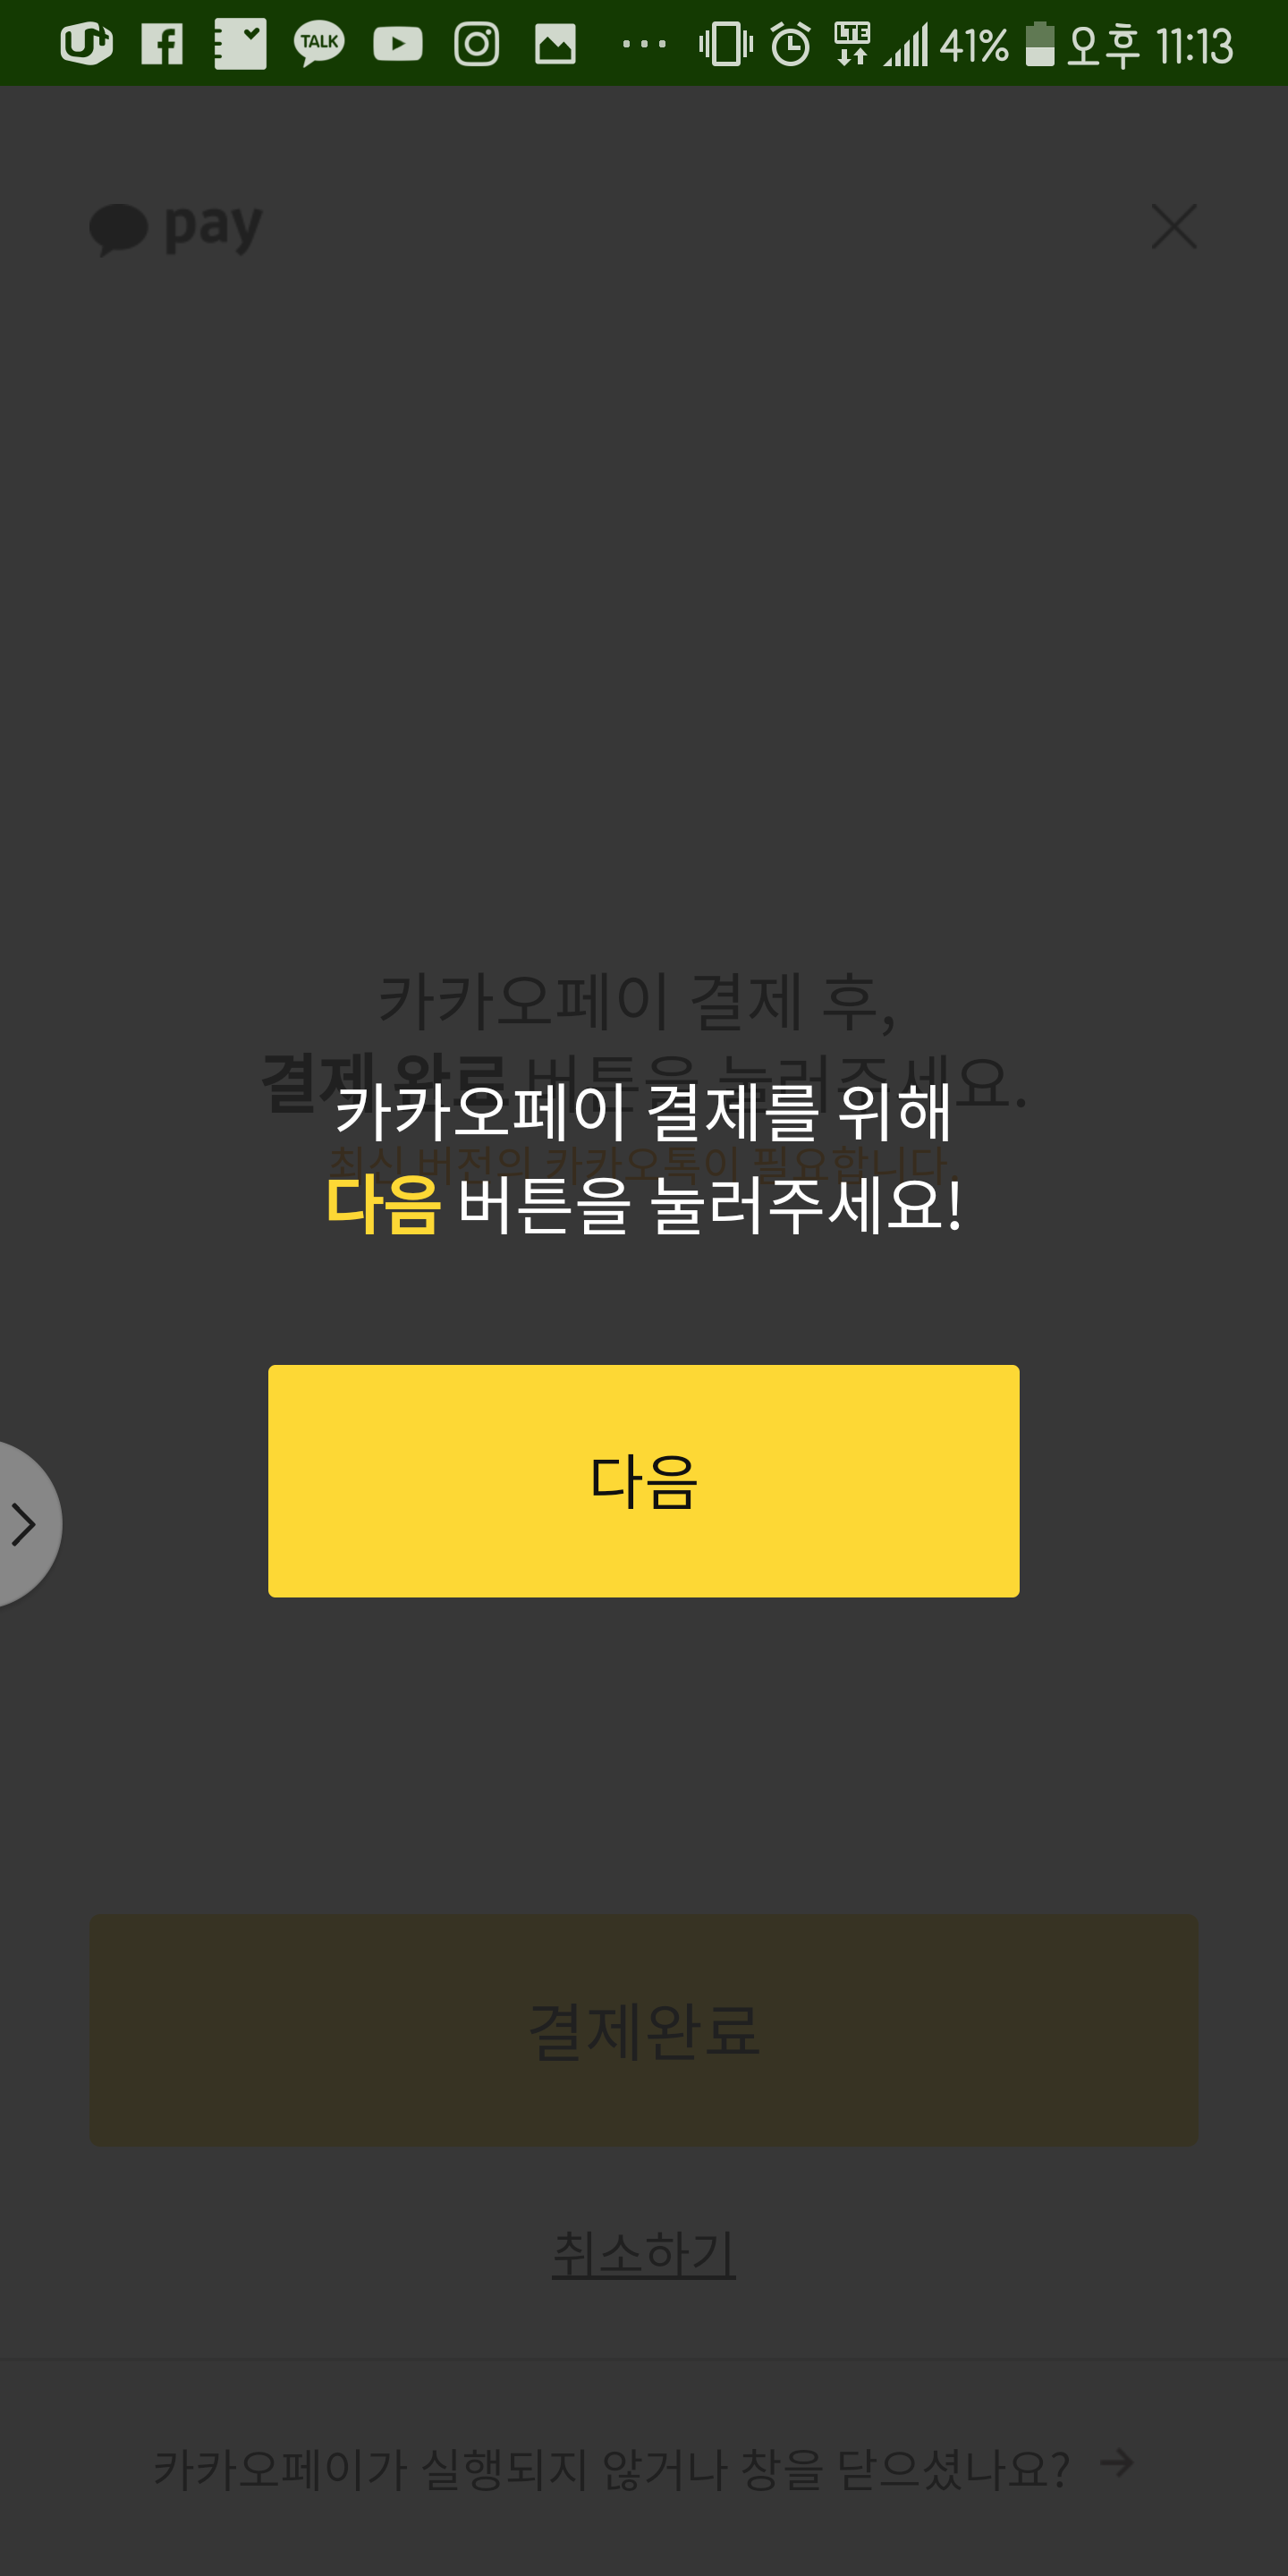 TALK LTE 41% 오후 11:13
pay
카카오페이 결제 후,
결제 완료 버튼을 눌러주세요.
카카오페이 결제를 위해
최신 버전의 카카오톡이 필요합니다.
다음 버튼을 눌러주세요!
다음
결제완료
취소하기
카카오페이가 실행되지 않거나 창을 닫으셨나요?